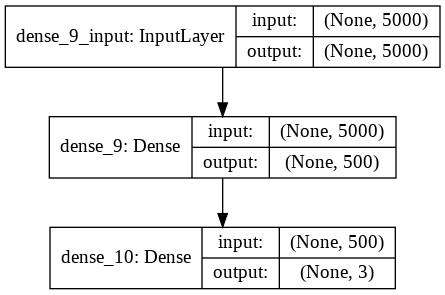 dense_9_input: InputLayer input: (None, 5000)
output: (None, 5000)
dense_9: Dense input: (None, 5000)
output: (None, 500)
dense_10: Dense input: (None, 500)
output: (None, 3)